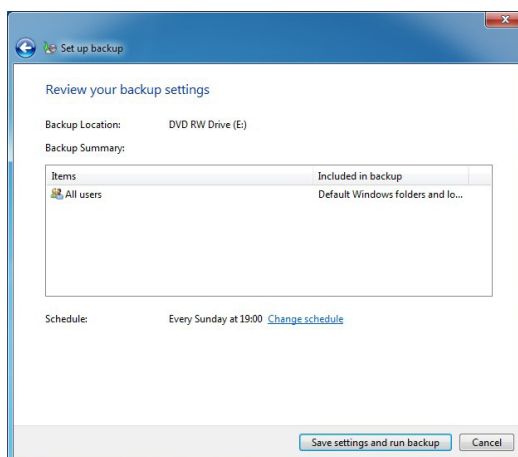 Set up backup
Review your backup settings
Backup Location: DVD RW Drive (E:)
Backup Summary:
Items Included in backup
All users Default Windows folders and lo...
Schedule: Every Sunday at 19:00 Change schedule
Save settings and run backup Cancel